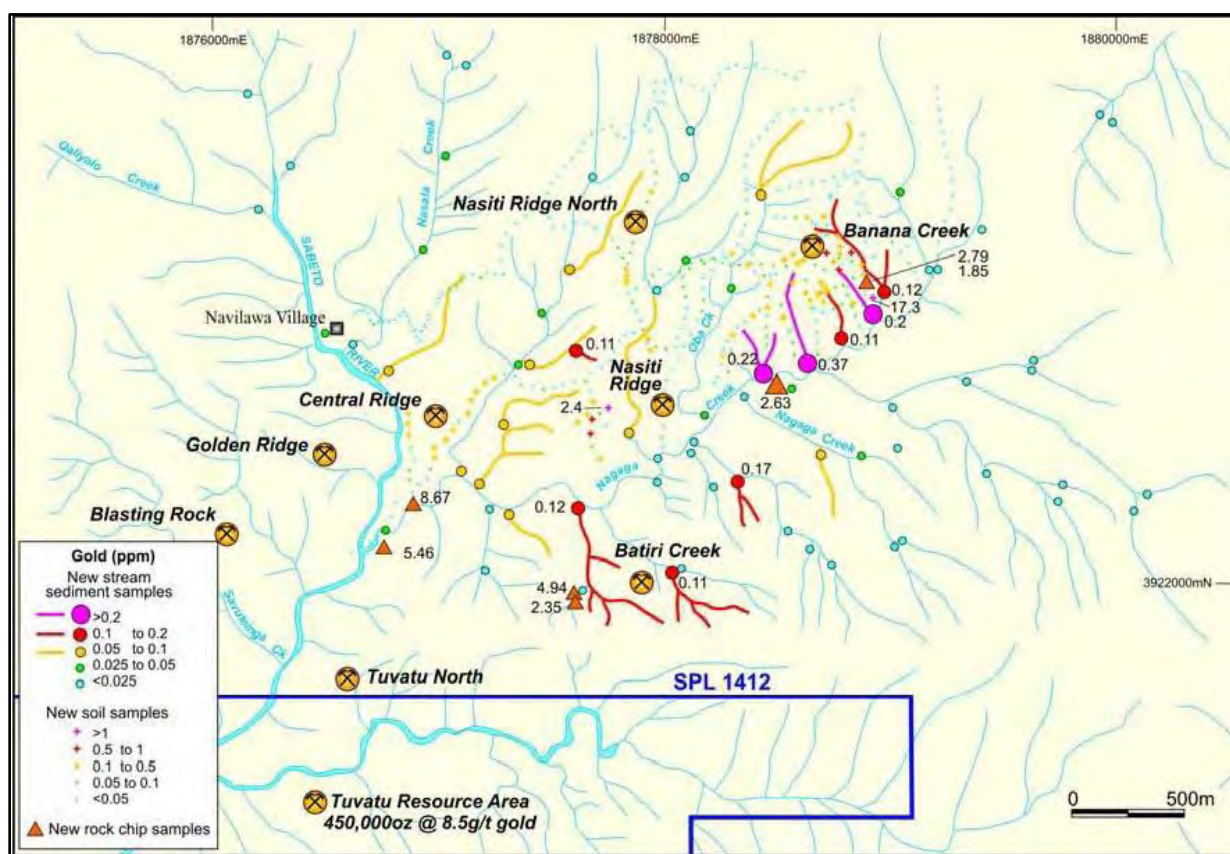 1876000mE
1878000mE
1880000mE
Qaliyalo
Creek
Nasala Creek
SABETO
RIVER
Nasiti Ridge North
Banana Creek
2.79
1.85
0.12
17.3
0.2
Navilawa Village
Oba Ck
0.11
0.11
0.22
0.37
Nasiti
Ridge
Creek
2.63
2.4
Central Ridge
Nagaga Creek
Golden Ridge
Nagaga
0.17
8.67
0.12
Blasting Rock
5.46
Batiri Creek
0.11
4.94
2.35
3922000mN
Gold (ppm)
New stream
sediment samples
>0.2
0.1 to 0.2
0.05 to 0.1
0.025 to 0.05
<0.025
New soil samples
>1
0.5 to 1
0.1 to 0.5
0.05 to 0.1
<0.05
New rock chip samples
Tuvatu North
SPL 1412
Tuvatu Resource Area
450,000oz @ 8.5g/t gold
0 500m